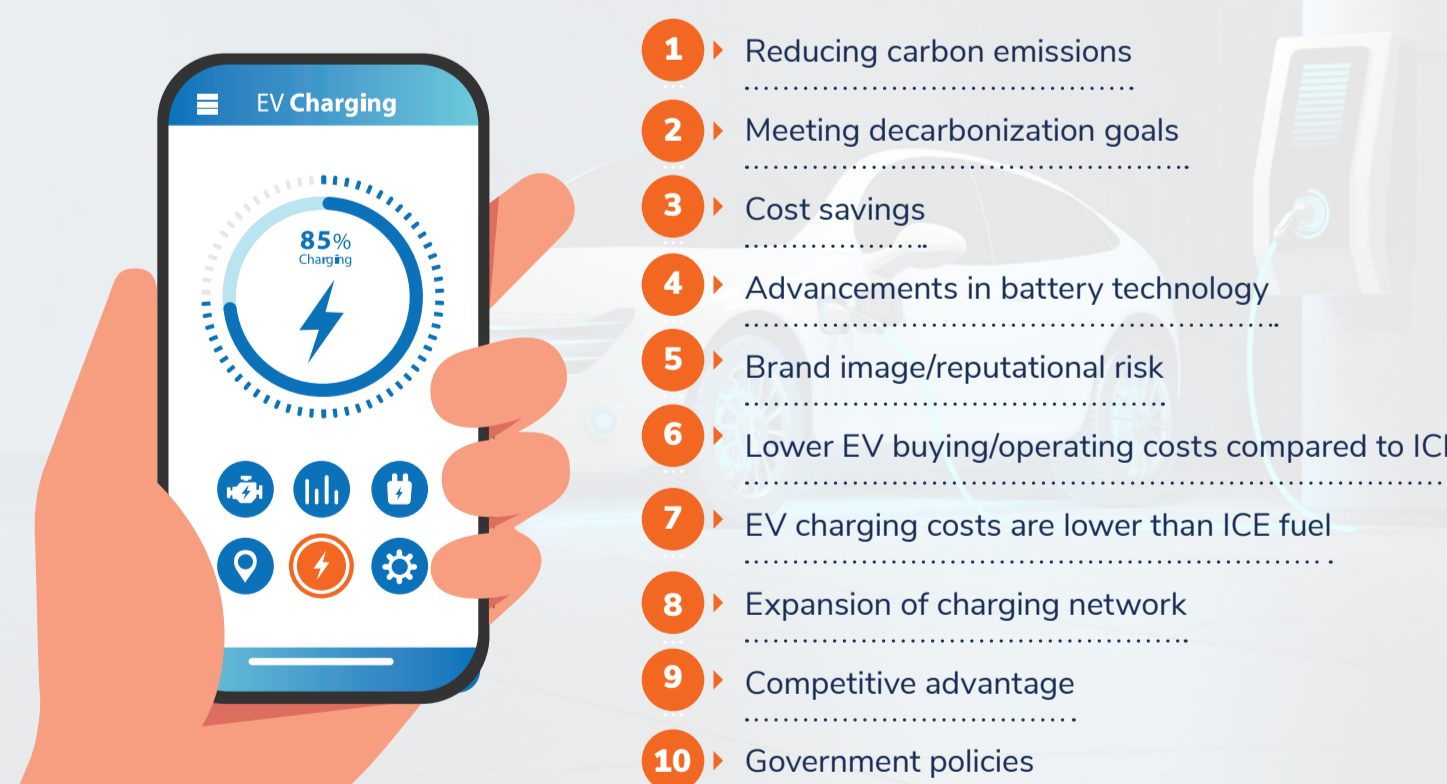 EV Charging
85%
Charging
1 Reducing carbon emissions
2 Meeting decarbonization goals
3 Cost savings
4 Advancements in battery technology
5 Brand image/reputational risk
6 Lower EV buying/operating costs compared to
7 EV charging costs are lower than ICE fuel
8 Expansion of charging network
9 Competitive advantage
10 Government policies